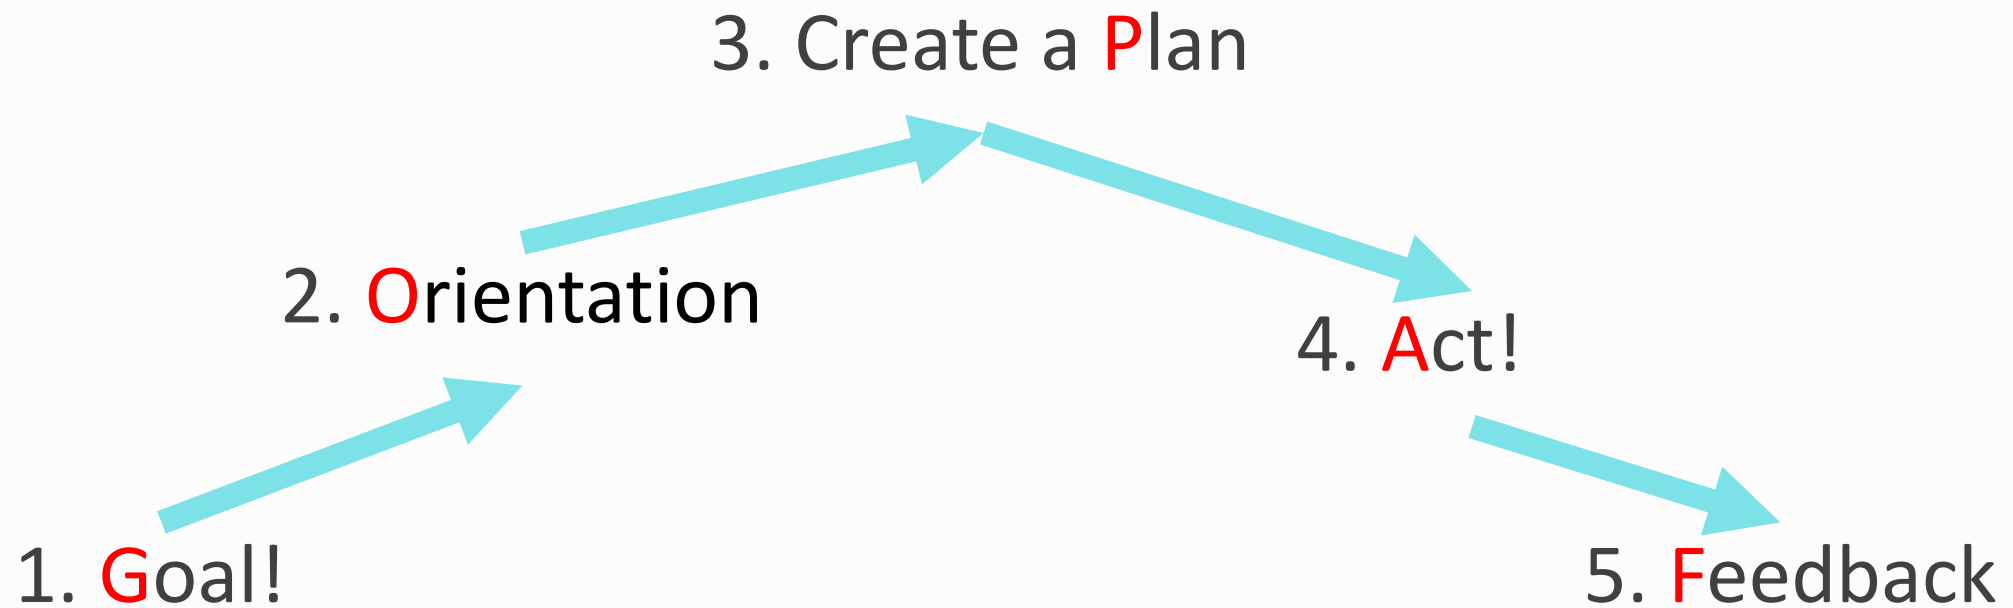 1. Goal!
2. Orientation
3. Create a Plan
4. Act!
5. Feedback